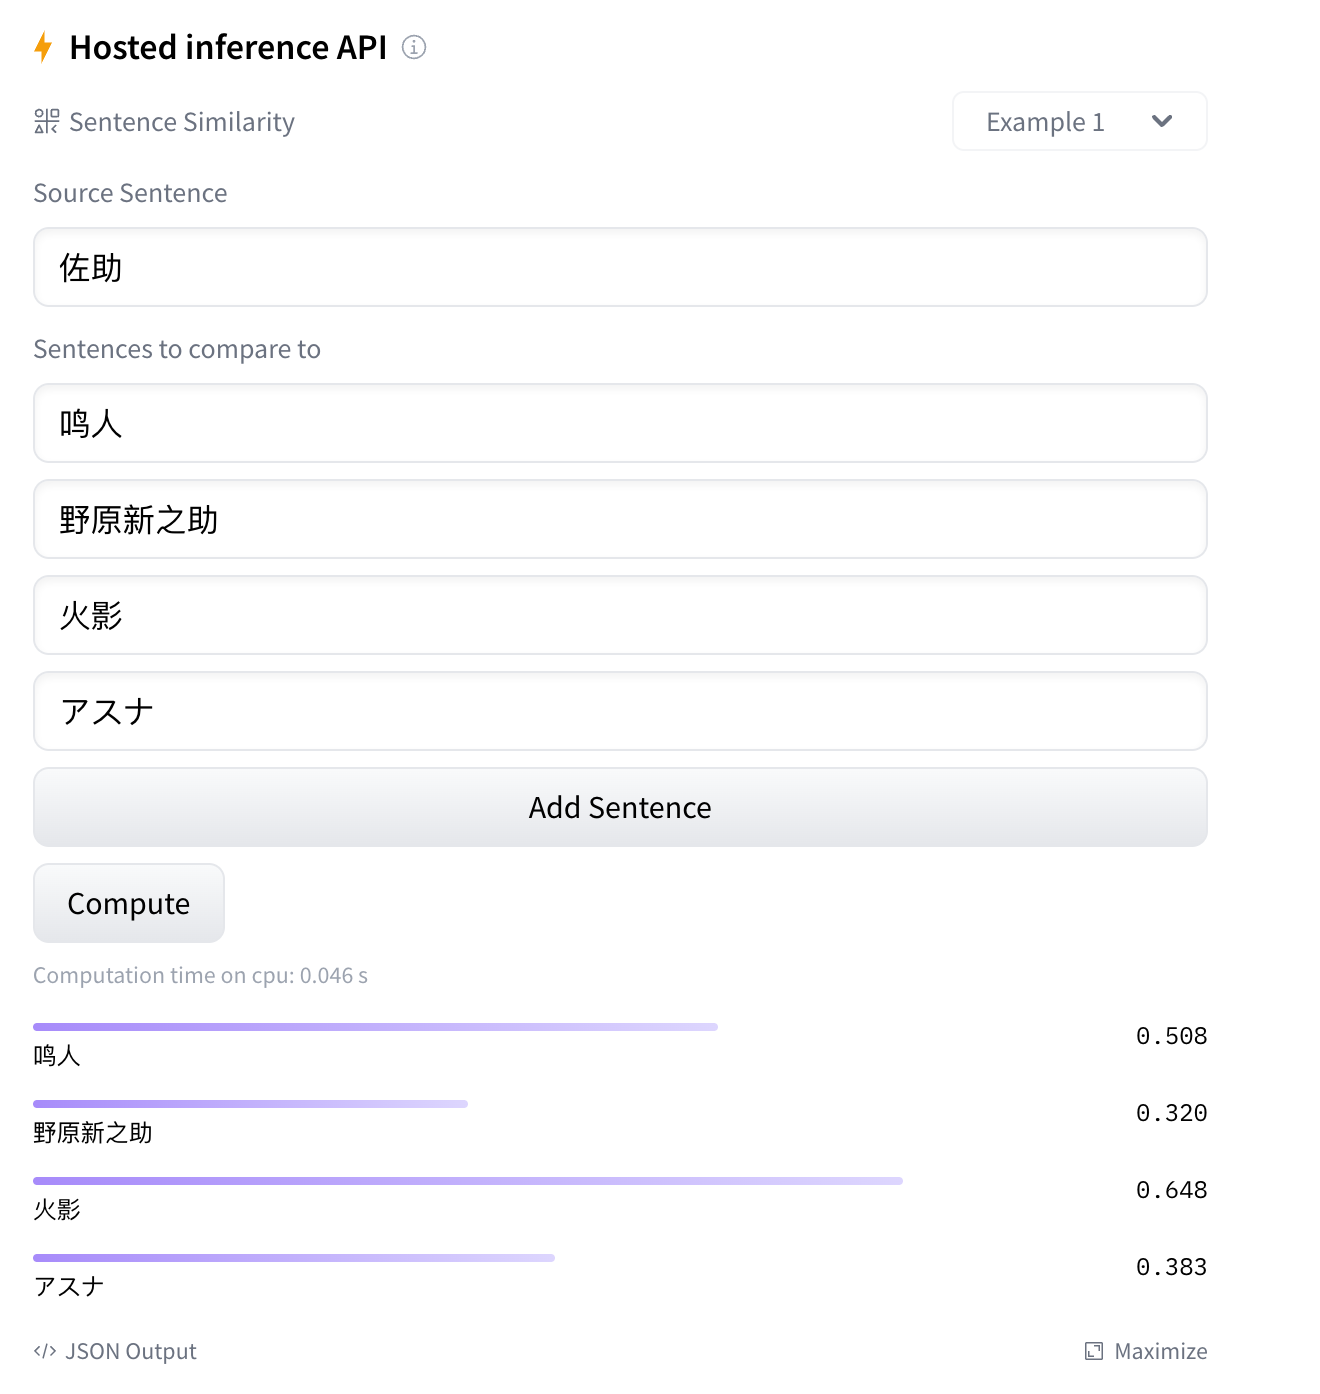 Hosted inference API
Sentence Similarity
Example 1
Source Sentence
佐助
Sentences to compare to
鸣人
野原新之助
火影
アスナ
Add Sentence
Compute
Computation time on cpu: 0.046 s
0.508
鸣人
0.320
野原新之助
0.648
火影
0.383
アスナ
</> JSON Output
Maximize